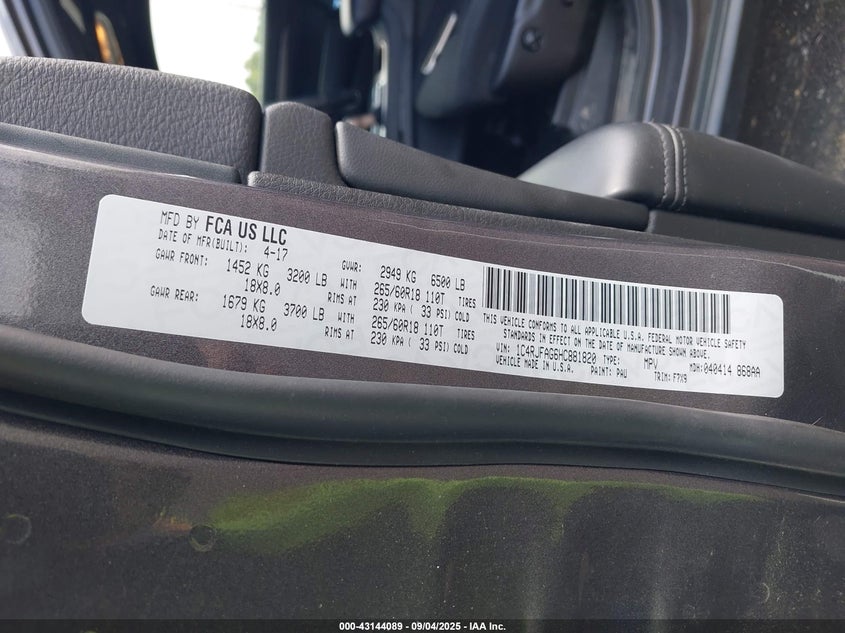 MFD BY FCA US LLC
DATE OF MFR(BUILT): 4-17 GVWR: 2949 KG 6500 LB
GAWR FRONT: 1452 KG 3200 LB WITH 265/60R18 110T TIRES
18X8.0 RIMS AT 230 KPA ( 33 PSI) COLD
GAWR REAR: 1679 KG 3700 LB WITH 265/60R18 110T TIRES
18X8.0 RIMS AT 230 KPA ( 33 PSI) COLD
THIS VEHICLE CONFORMS TO ALL APPLICABLE U.S.A. FEDERAL MOTOR VEHICLE SAFETY
STANDARDS IN EFFECT ON THE DATE OF MANUFACTURE SHOWN ABOVE.
VIN: 1C4RJFAG6HC881820 TYPE: MPV MDH:040414 868AA
VEHICLE MADE IN U.S.A. PAINT: PAU TRIM: F7X9
000-43144089 - 09/04/2025 - IAA Inc.